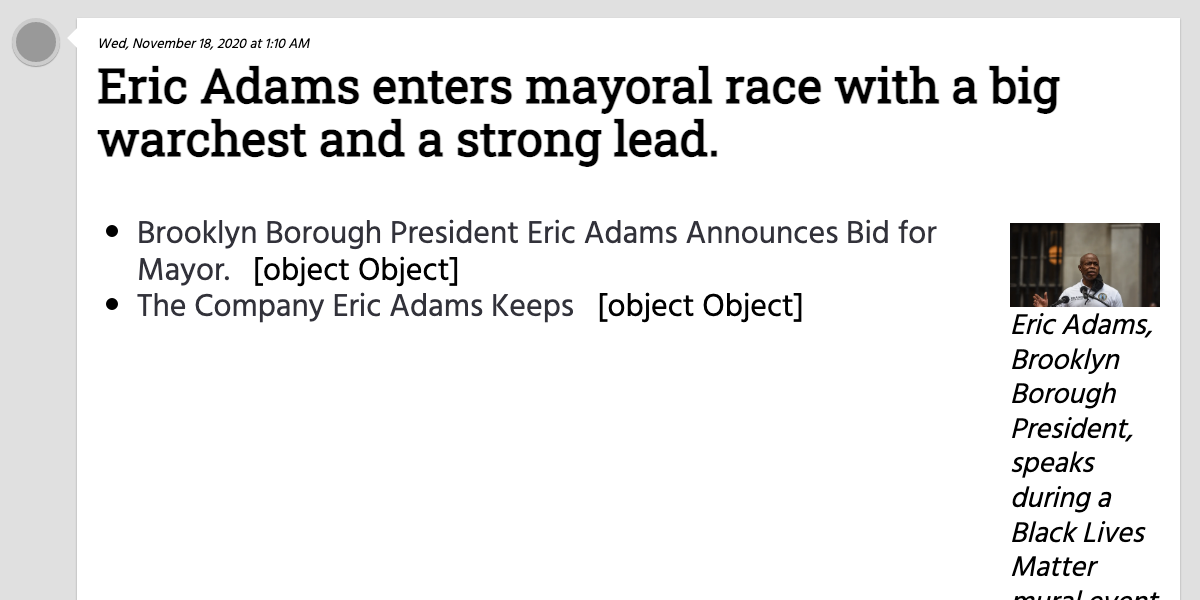 Wed, November 18, 2020 at 1:10 AM
Eric Adams enters mayoral race with a big
warchest and a strong lead.
Brooklyn Borough President Eric Adams Announces Bid for
Mayor. [object Object]
The Company Eric Adams Keeps [object Object]
Eric Adams,
Brooklyn
Borough
President,
speaks
during a
Black Lives
Matter
mural event